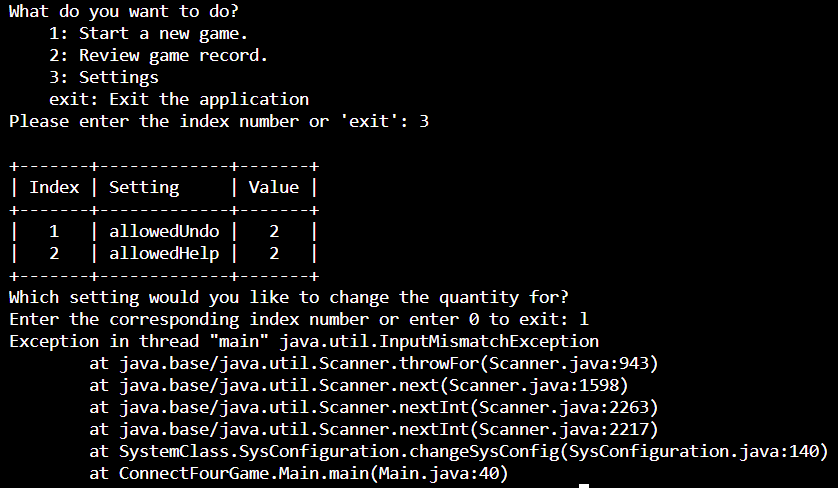 What do you want to do?
    1: Start a new game.
    2: Review game record.
    3: Settings
    exit: Exit the application
Please enter the index number or 'exit': 3

+-------+-------------+-------+
| Index | Setting     | Value |
+-------+-------------+-------+
|   1   | allowedUndo |   2   |
|   2   | allowedHelp |   2   |
+-------+-------------+-------+
Which setting would you like to change the quantity for?
Enter the corresponding index number or enter 0 to exit: l
Exception in thread "main" java.util.InputMismatchException
        at java.base/java.util.Scanner.throwFor(Scanner.java:943)
        at java.base/java.util.Scanner.next(Scanner.java:1598)
        at java.base/java.util.Scanner.nextInt(Scanner.java:2263)
        at java.base/java.util.Scanner.nextInt(Scanner.java:2217)
        at SystemClass.SysConfiguration.changeSysConfig(SysConfiguration.java:140)
        at ConnectFourGame.Main.main(Main.java:40)